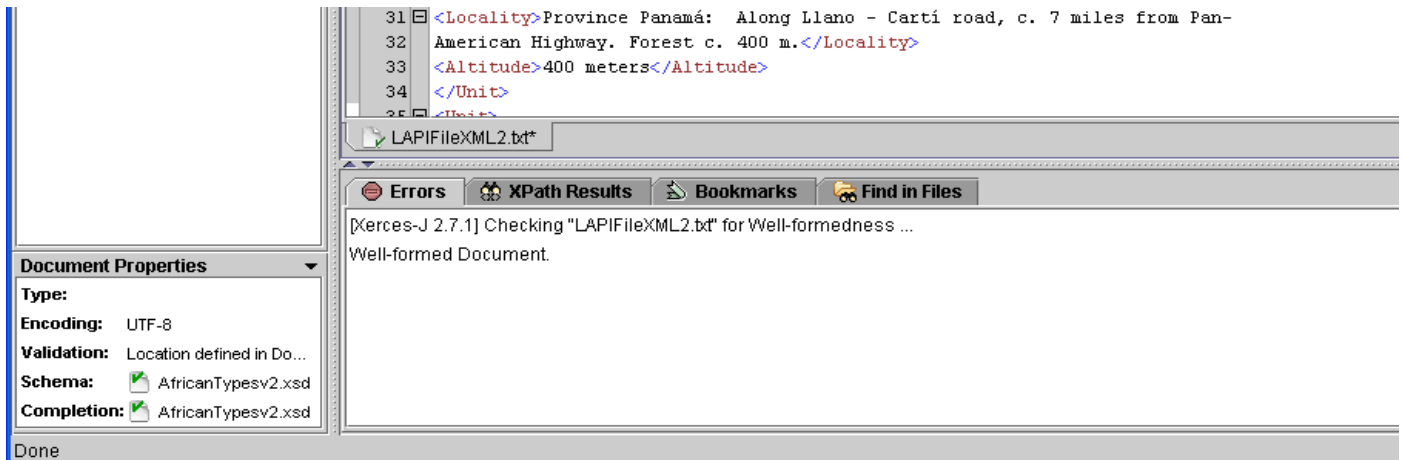 31 <Locality>Province Panamá:  Along Llano - Cartí road, c. 7 miles from Pan-
32 American Highway. Forest c. 400 m.</Locality>
33 <Altitude>400 meters</Altitude>
34 </Unit>
35 <Unit>
LAPIFileXML2.txt*
Errors XPath Results Bookmarks Find in Files
[Xerces-J 2.7.1] Checking "LAPIFileXML2.txt" for Well-formedness ...
Well-formed Document.
Document Properties
Type:
Encoding: UTF-8
Validation: Location defined in Do...
Schema: AfricanTypesv2.xsd
Completion: AfricanTypesv2.xsd
Done